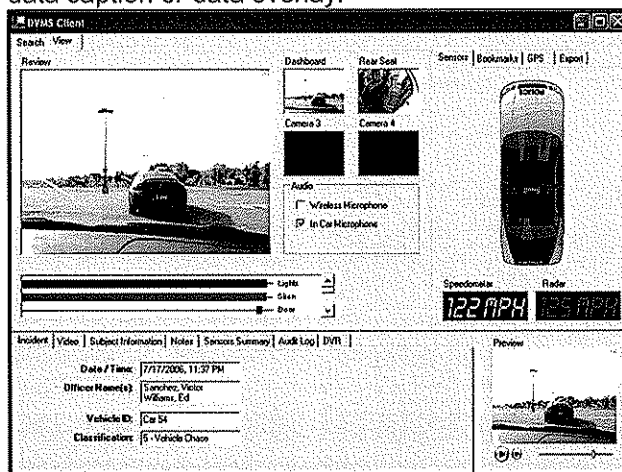 data caption or data overlay.
DVMS Client
Search View
Review
Dashboard Rear Seat
Sensors Bookmarks GPS Export
POLICE
Camera 3 Camera 4
Audio
Wireless Microphone
In Car Microphone
Lights
Siren
Door
Speedometer Radar
122 MPH 125 MPH
Incident Video Subject Information Notes Sensors Summary Audit Log DVR
Preview
Date / Time: 7/17/2006, 11:37 PM
Officer Name(s): Sanchez, Victor
Williams, Ed
Vehicle ID: Car 54
Classification: 5 - Vehicle Chase